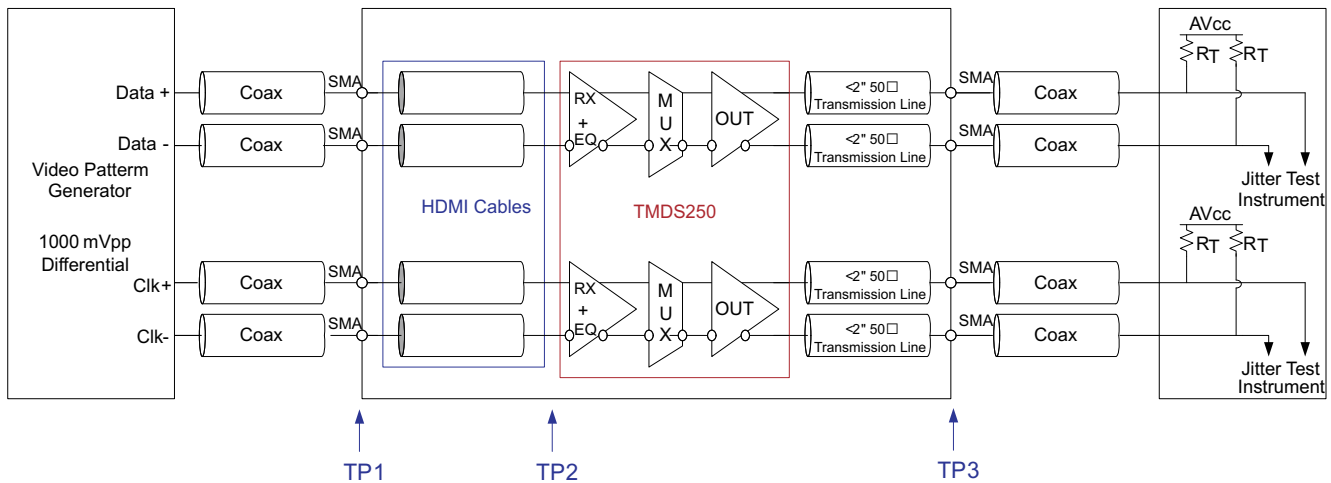 AVcc
RT RT
Data + Coax SMA RX + EQ M U X OUT <2" 50□ Transmission Line SMA Coax
Data - Coax SMA <2" 50□ Transmission Line SMA Coax
Video Patterm
Generator
Jitter Test
Instrument
HDMI Cables
TMDS250
1000 mVpp
Differential
AVcc
RT RT
Clk+ Coax SMA RX + EQ M U X OUT <2" 50□ Transmission Line SMA Coax
Clk- Coax SMA <2" 50□ Transmission Line SMA Coax
Jitter Test
Instrument
TP1 TP2 TP3